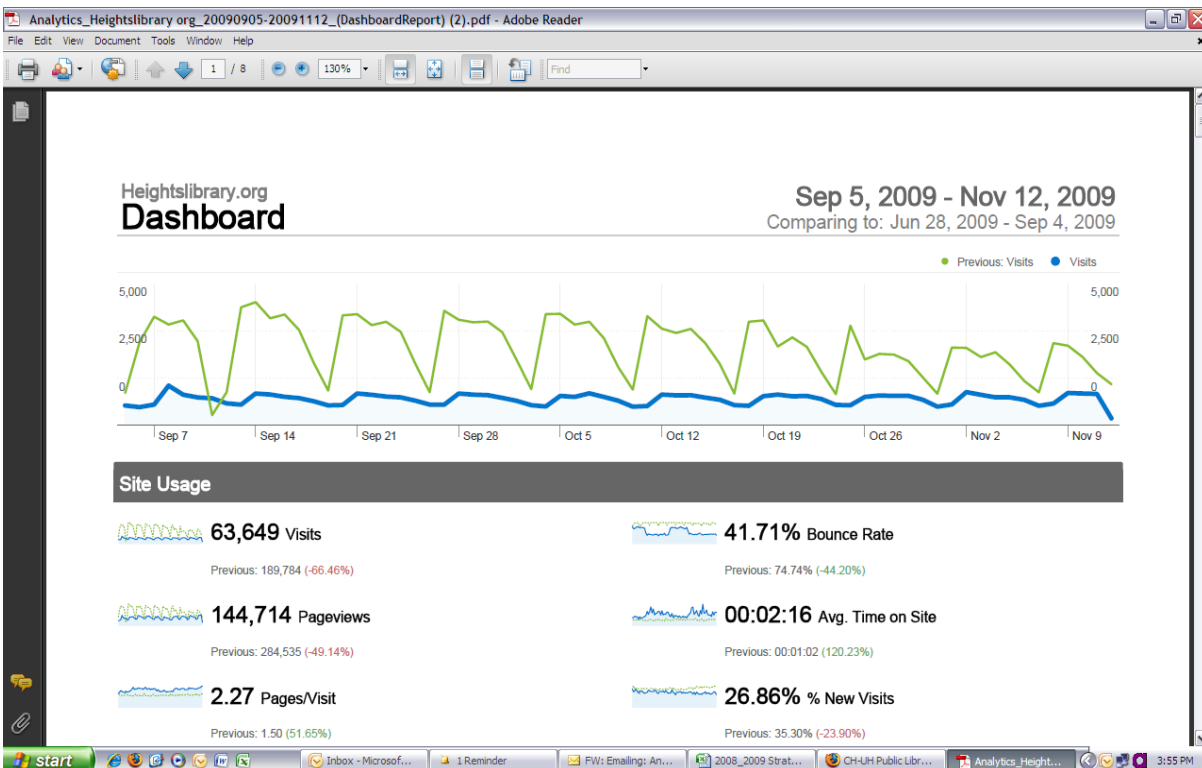 Analytics_Heightslibrary org_20090905-20091112_(DashboardReport) (2).pdf - Adobe Reader
File Edit View Document Tools Window Help
1 / 8 130% Find
Heightslibrary.org
Dashboard
Sep 5, 2009 - Nov 12, 2009
Comparing to: Jun 28, 2009 - Sep 4, 2009
Previous: Visits Visits
5,000 5,000
2,500 2,500
0 0
Sep 7 Sep 14 Sep 21 Sep 28 Oct 5 Oct 12 Oct 19 Oct 26 Nov 2 Nov 9
Site Usage
63,649 Visits
Previous: 189,784 (-66.46%)
41.71% Bounce Rate
Previous: 74.74% (-44.20%)
144,714 Pageviews
Previous: 284,535 (-49.14%)
00:02:16 Avg. Time on Site
Previous: 00:01:02 (120.23%)
2.27 Pages/Visit
Previous: 1.50 (51.65%)
26.86% % New Visits
Previous: 35.30% (-23.90%)
start Inbox - Microsof... 1 Reminder FW: Emailing: An... 2008_2009 Strat... CH-UH Public Libr... Analytics_Height... 3:55 PM